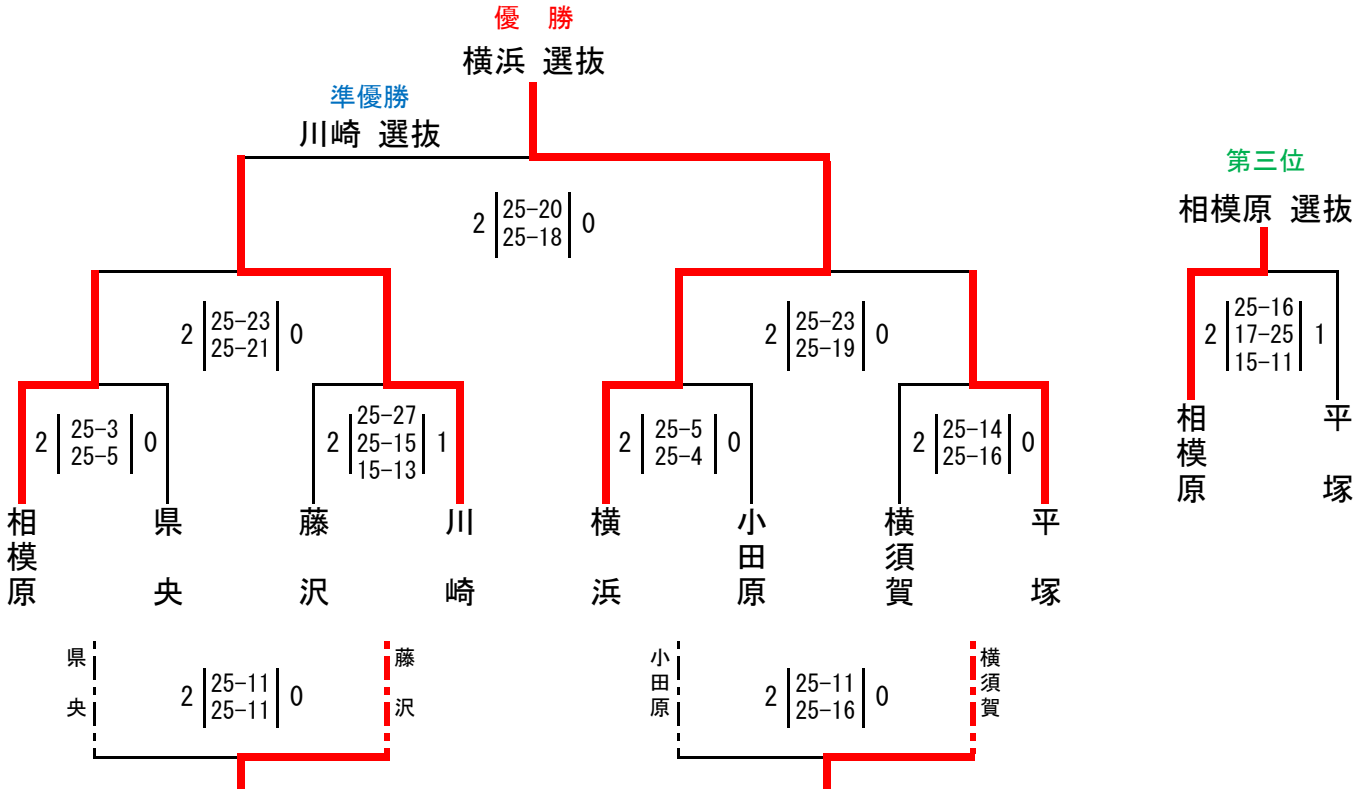 優 勝
横浜 選抜
準優勝
川崎 選抜
第三位
相模原 選抜
2 25-20 0
25-18
2 25-23 0
25-21
2 25-23 0
25-19
2 25-16 1
17-25
15-11
相模原
平塚
2 25-3 0
25-5
2 25-27 1
25-15
15-13
2 25-5 0
25-4
2 25-14 0
25-16
相模原
県央
藤沢
川崎
横浜
小田原
横須賀
平塚
県央
2 25-11 0
25-11
藤沢
小田原
2 25-11 0
25-16
横須賀